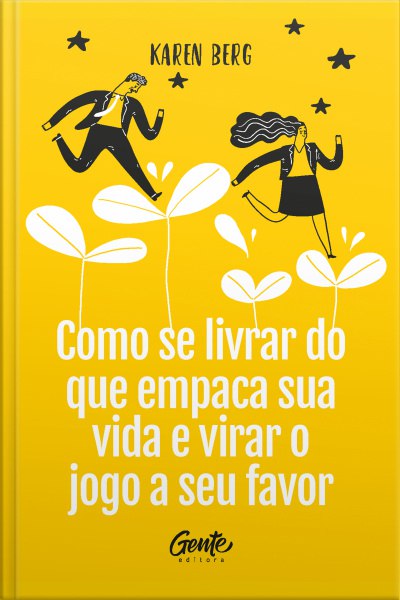 KAREN BERG
Como se livrar do
que empaca sua
vida e virar o
jogo a seu favor
Gente
editora